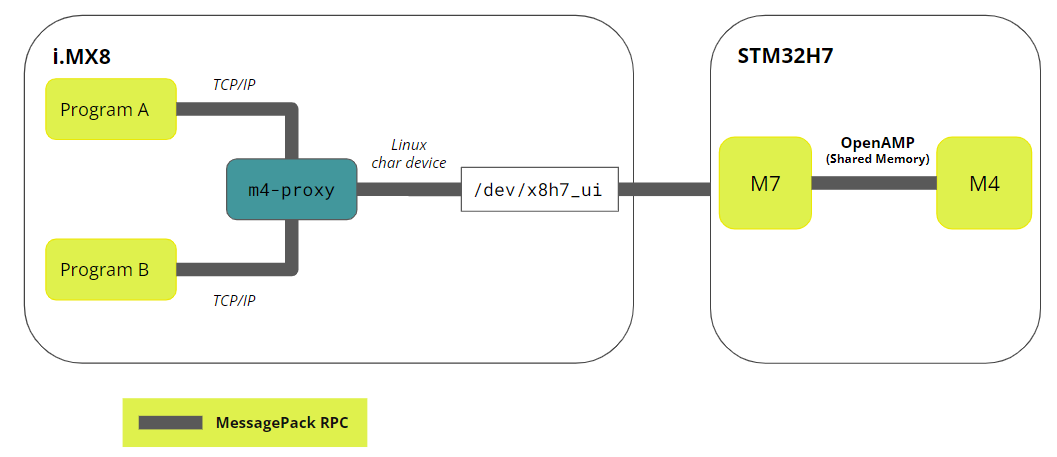 i.MX8
STM32H7
TCP/IP
Program A
Linux
char device
OpenAMP
(Shared Memory)
m4-proxy
/dev/x8h7_ui
M7
M4
Program B
TCP/IP
MessagePack RPC